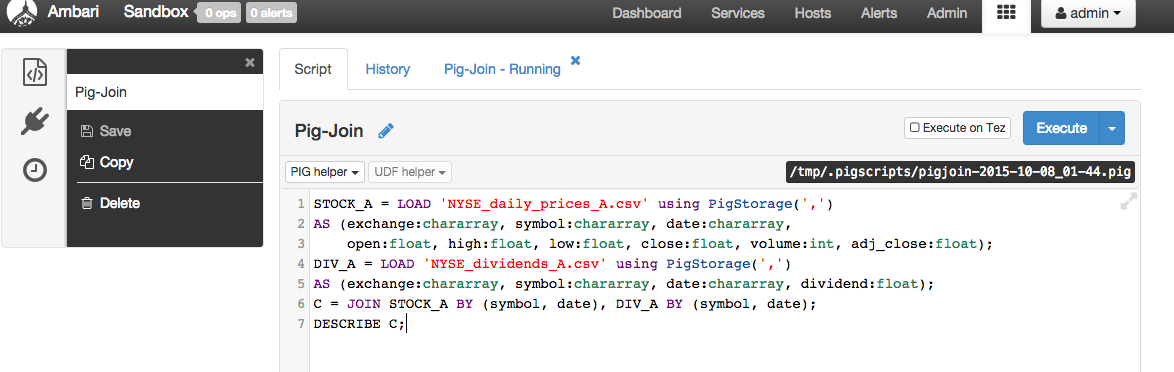 Ambari Sandbox 0 ops 0 alerts Dashboard Services Hosts Alerts Admin admin
Script History Pig-Join - Running
Pig-Join
Save
Copy
Delete
Pig-Join Execute on Tez Execute
PIG helper UDF helper /tmp/.pigscripts/pigjoin-2015-10-08_01-44.pig
1 STOCK_A = LOAD 'NYSE_daily_prices_A.csv' using PigStorage(',')
2 AS (exchange:chararray, symbol:chararray, date:chararray,
3 open:float, high:float, low:float, close:float, volume:int, adj_close:float);
4 DIV_A = LOAD 'NYSE_dividends_A.csv' using PigStorage(',')
5 AS (exchange:chararray, symbol:chararray, date:chararray, dividend:float);
6 C = JOIN STOCK_A BY (symbol, date), DIV_A BY (symbol, date);
7 DESCRIBE C;